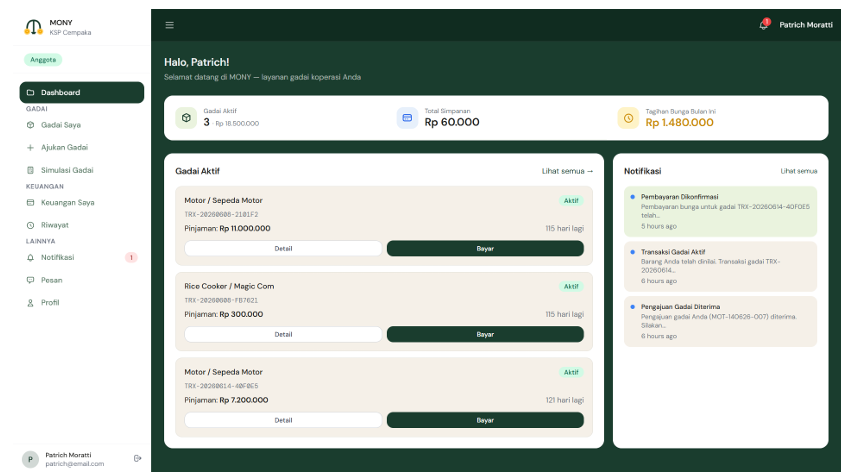 MONY
KSP Cempaka
Anggota
Dashboard
GADAI
Gadai Saya
Ajukan Gadai
Simulasi Gadai
KEUANGAN
Keuangan Saya
Riwayat
LAINNYA
Notifikasi 1
Pesan
Profil
P
Patrich Moratti
patrich@email.com
Patrich Moratti
Halo, Patrich!
Selamat datang di MONY — layanan gadai koperasi Anda
Gadai Aktif
3 · Rp 18.500.000
Total Simpanan
Rp 60.000
Tagihan Bunga Bulan Ini
Rp 1.480.000
Gadai Aktif Lihat semua →
Motor / Sepeda Motor Aktif
TRX-20260608-2101F2
Pinjaman: Rp 11.000.000 115 hari lagi
Detail Bayar
Rice Cooker / Magic Com Aktif
TRX-20260608-FB7621
Pinjaman: Rp 300.000 115 hari lagi
Detail Bayar
Motor / Sepeda Motor Aktif
TRX-20260614-40F0E5
Pinjaman: Rp 7.200.000 121 hari lagi
Detail Bayar
Notifikasi Lihat semua
Pembayaran Dikonfirmasi
Pembayaran bunga untuk gadai TRX-20260614-40F0E5
telah...
5 hours ago
Transaksi Gadai Aktif
Barang Anda telah dinilai. Transaksi gadai TRX-
20260614...
6 hours ago
Pengajuan Gadai Diterima
Pengajuan gadai Anda (MOT-140626-007) diterima.
Silakan...
6 hours ago